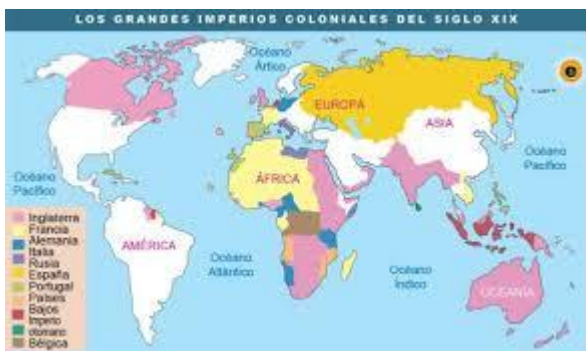 LOS GRANDES IMPERIOS COLONIALES DEL SIGLO XIX
Océano
Ártico
EUROPA
ASIA
Océano
Pacífico
Océano
Pacífico
ÁFRICA
AMÉRICA
Océano
Atlántico
Océano
Índico
OCEANÍA
Inglaterra
Francia
Alemania
Italia
Rusia
España
Portugal
Países
Bajos
Imperio
otomano
Bélgica